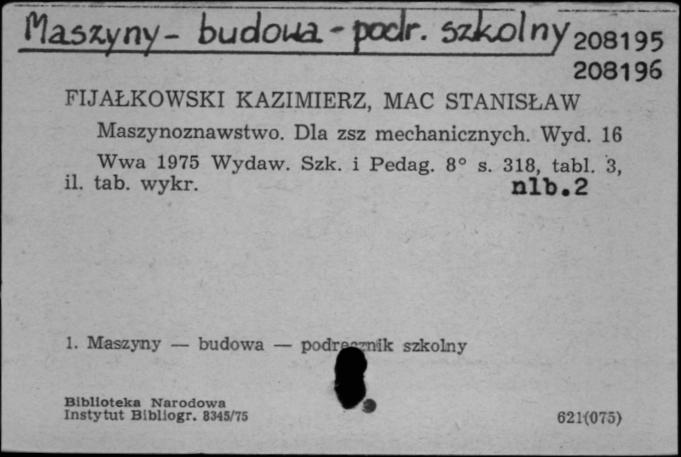 Maszyny - budowa - podr. szkolny 208195
208196
FIJAŁKOWSKI KAZIMIERZ, MAC STANISŁAW
Maszynoznawstwo. Dla zsz mechanicznych. Wyd. 16
Wwa 1975 Wydaw. Szk. i Pedag. 8° s. 318, tabl. 3,
il. tab. wykr. nlb.2
1. Maszyny — budowa — podręcznik szkolny
Biblioteka Narodowa
Instytut Bibliogr. 8345/75 621(075)